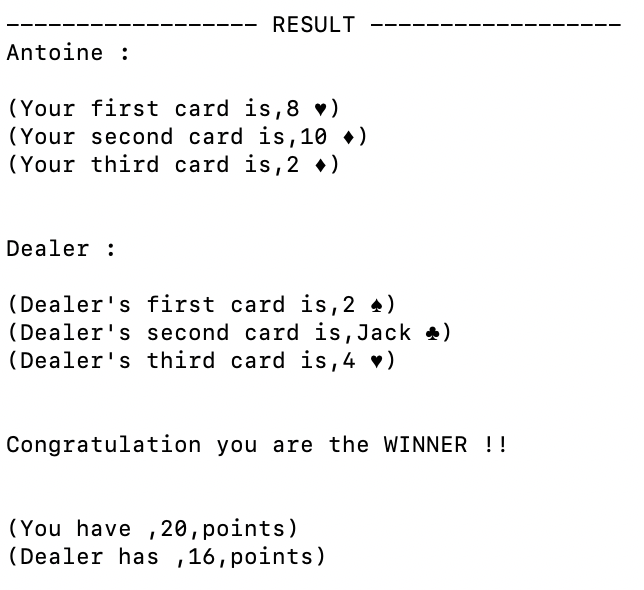 ------------------ RESULT ------------------
Antoine :
(Your first card is,8 ♥)
(Your second card is,10 ♦)
(Your third card is,2 ♦)
Dealer :
(Dealer's first card is,2 ♠)
(Dealer's second card is,Jack ♣)
(Dealer's third card is,4 ♥)
Congratulation you are the WINNER !!
(You have ,20,points)
(Dealer has ,16,points)